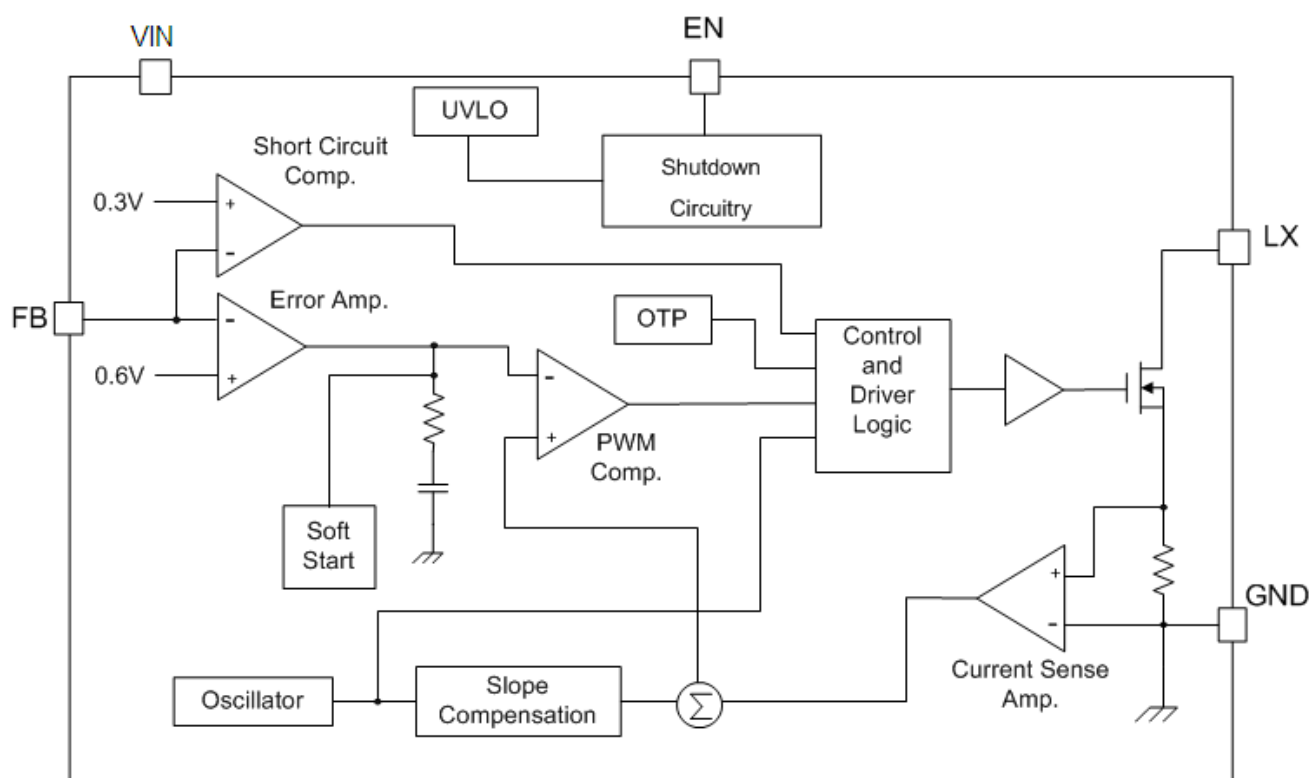 VIN
EN
UVLO
Short Circuit
Comp.
Shutdown
Circuitry
0.3V
+
-
LX
FB
Error Amp.
-
OTP
Control
and
Driver
Logic
0.6V
+
-
+
PWM
Comp.
Soft
Start
+
-
GND
Current Sense
Amp.
Oscillator
Slope
Compensation
Σ